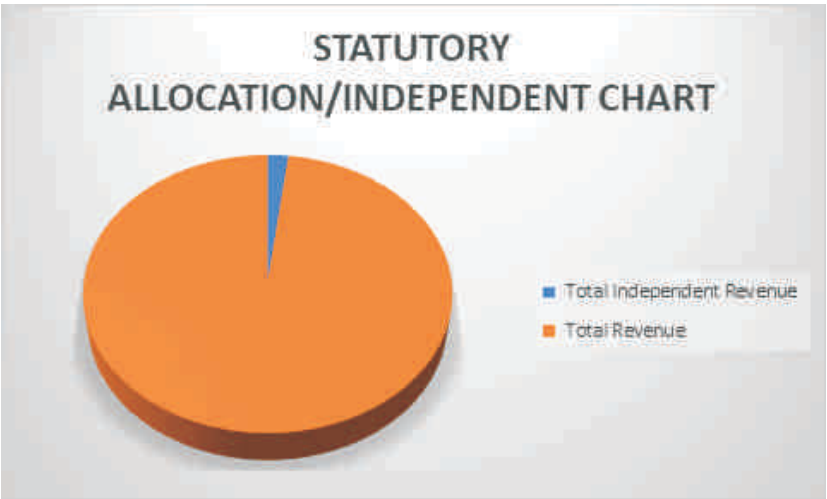 STATUTORY
ALLOCATION/INDEPENDENT CHART
Total Independent Revenue
Total Revenue